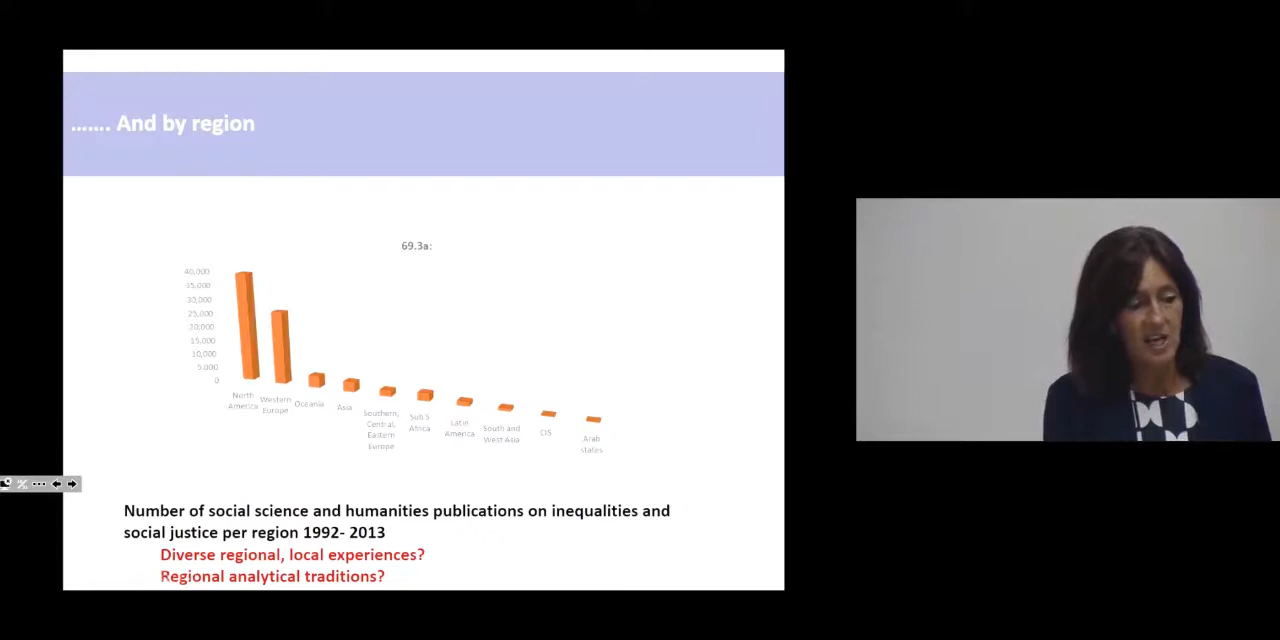 ....... And by region
69.3a:
40,000
35,000
30,000
25,000
20,000
15,000
10,000
5,000
0
North
America
Western
Europe
Oceania
Asia
Southern,
Central,
Eastern
Europe
Sub S
Africa
Latin
America
South and
West Asia
CIS
Arab
states
Number of social science and humanities publications on inequalities and
social justice per region 1992- 2013
Diverse regional, local experiences?
Regional analytical traditions?